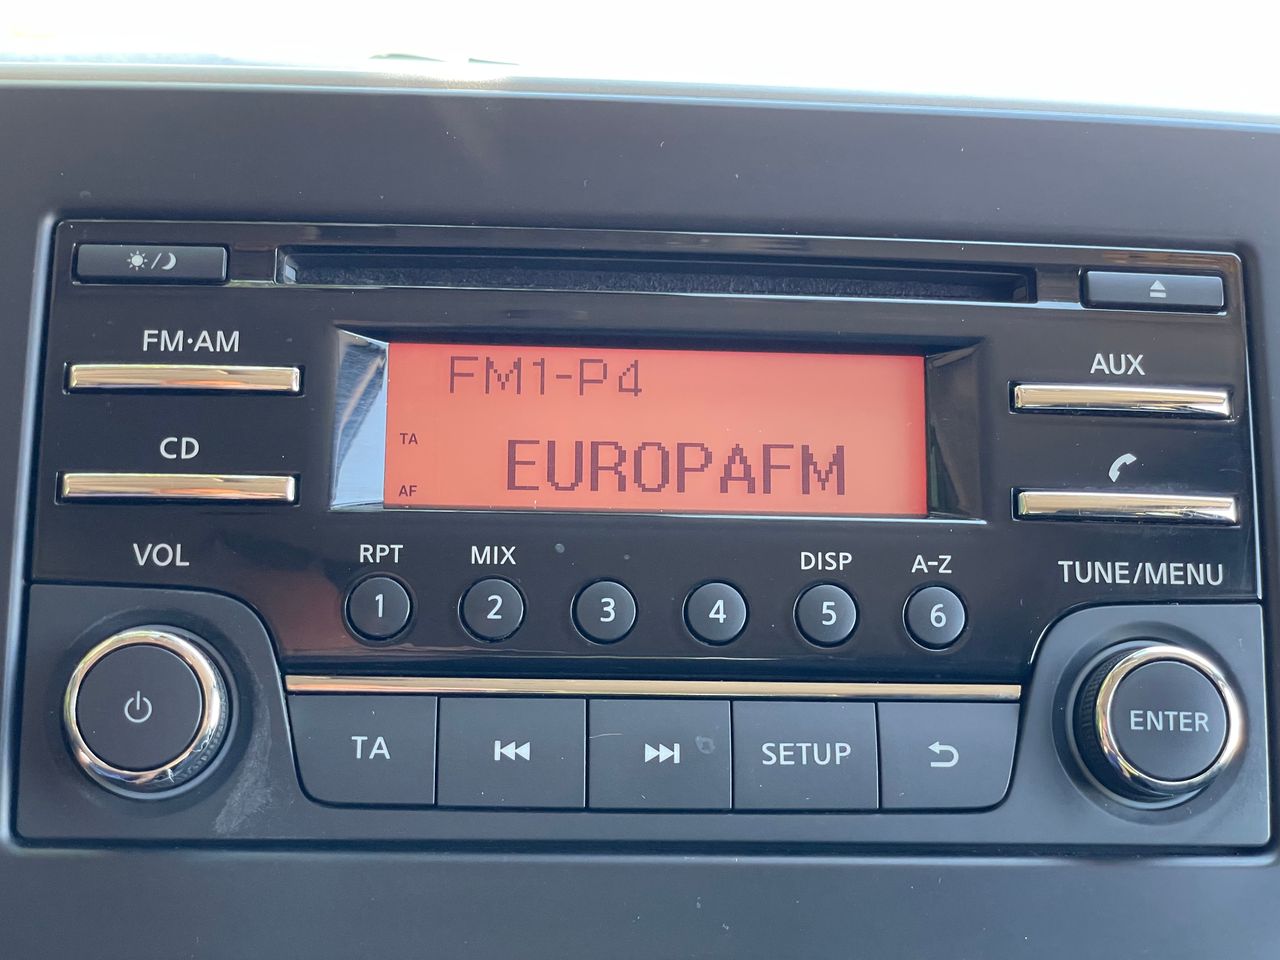 FM·AM
AUX
FM1-P4
TA
CD
EUROPAFM
AF
VOL
RPT
MIX
DISP
A-Z
TUNE/MENU
1
2
3
4
5
6
TA
SETUP
ENTER